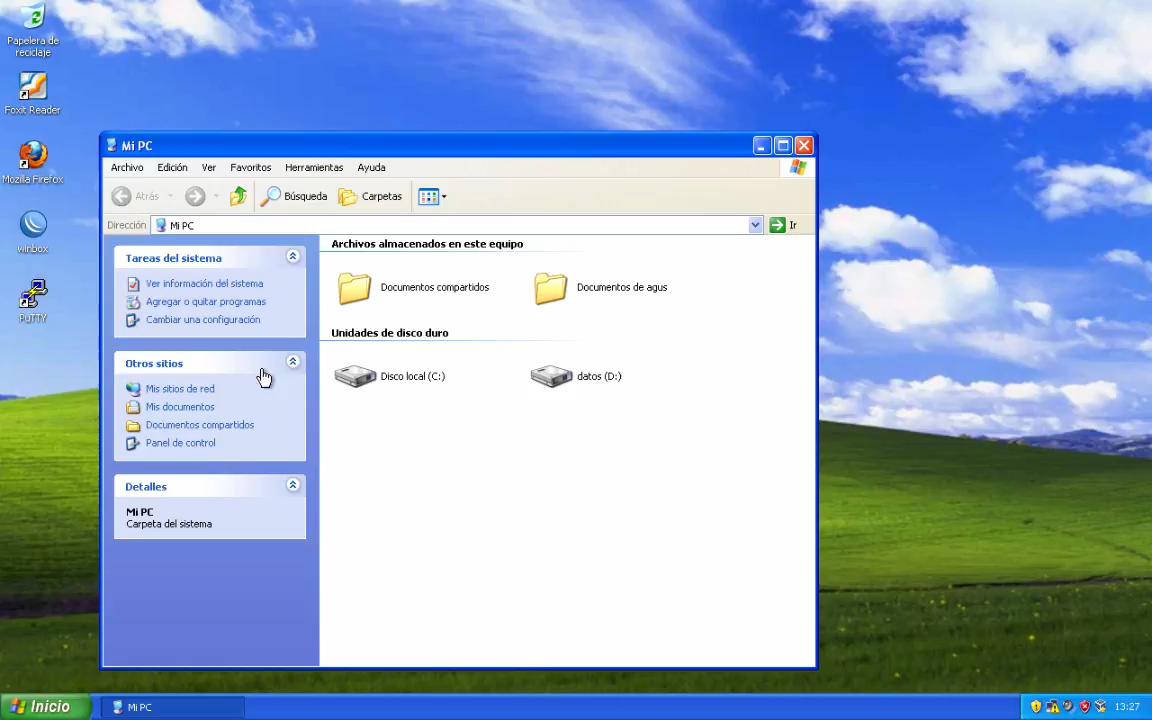 Papelera de
reciclaje
Foxit Reader
Mozilla Firefox
winbox
PuTTY
Mi PC
Archivo Edición Ver Favoritos Herramientas Ayuda
Atrás Búsqueda Carpetas
Dirección Mi PC Ir
Tareas del sistema
Ver información del sistema
Agregar o quitar programas
Cambiar una configuración
Otros sitios
Mis sitios de red
Mis documentos
Documentos compartidos
Panel de control
Detalles
Mi PC
Carpeta del sistema
Archivos almacenados en este equipo
Documentos compartidos Documentos de agus
Unidades de disco duro
Disco local (C:) datos (D:)
Inicio Mi PC 13:27